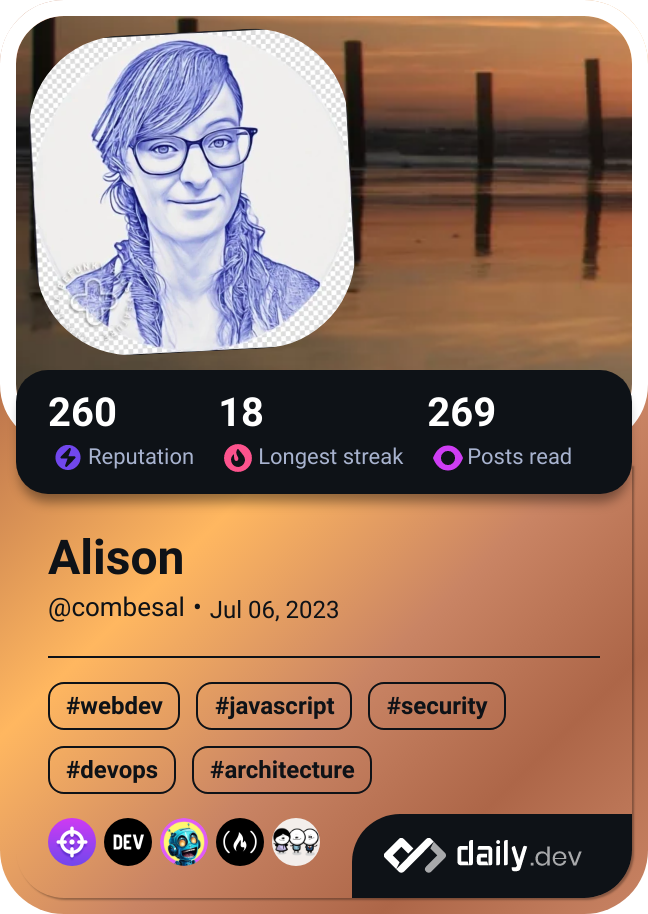 260 18 269
Reputation Longest streak Posts read
Alison
@combesal • Jul 06, 2023
#webdev #javascript #security
#devops #architecture
DEV
daily.dev